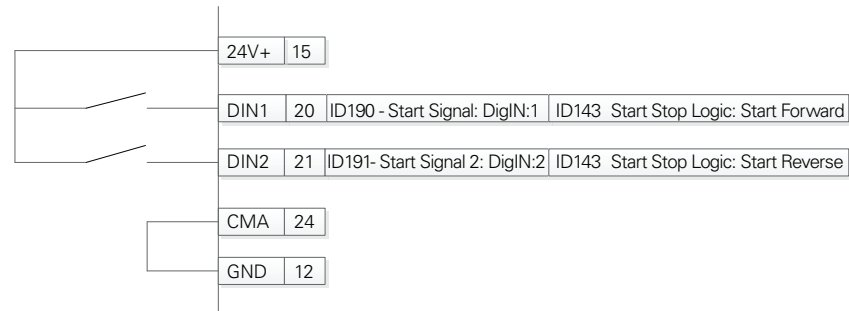 24V+ 15
DIN1 20 ID190 - Start Signal: DigIN:1 ID143 Start Stop Logic: Start Forward
DIN2 21 ID191- Start Signal 2: DigIN:2 ID143 Start Stop Logic: Start Reverse
CMA 24
GND 12